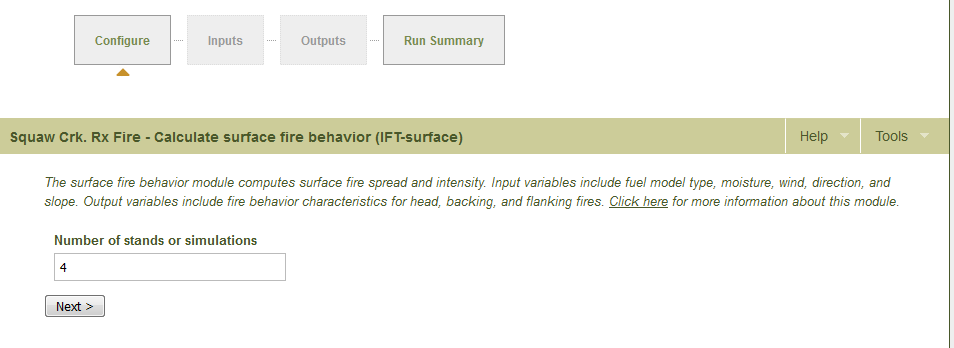 Configure Inputs Outputs Run Summary
Squaw Crk. Rx Fire - Calculate surface fire behavior (IFT-surface) Help Tools
The surface fire behavior module computes surface fire spread and intensity. Input variables include fuel model type, moisture, wind, direction, and
slope. Output variables include fire behavior characteristics for head, backing, and flanking fires. Click here for more information about this module.
Number of stands or simulations
4
Next >